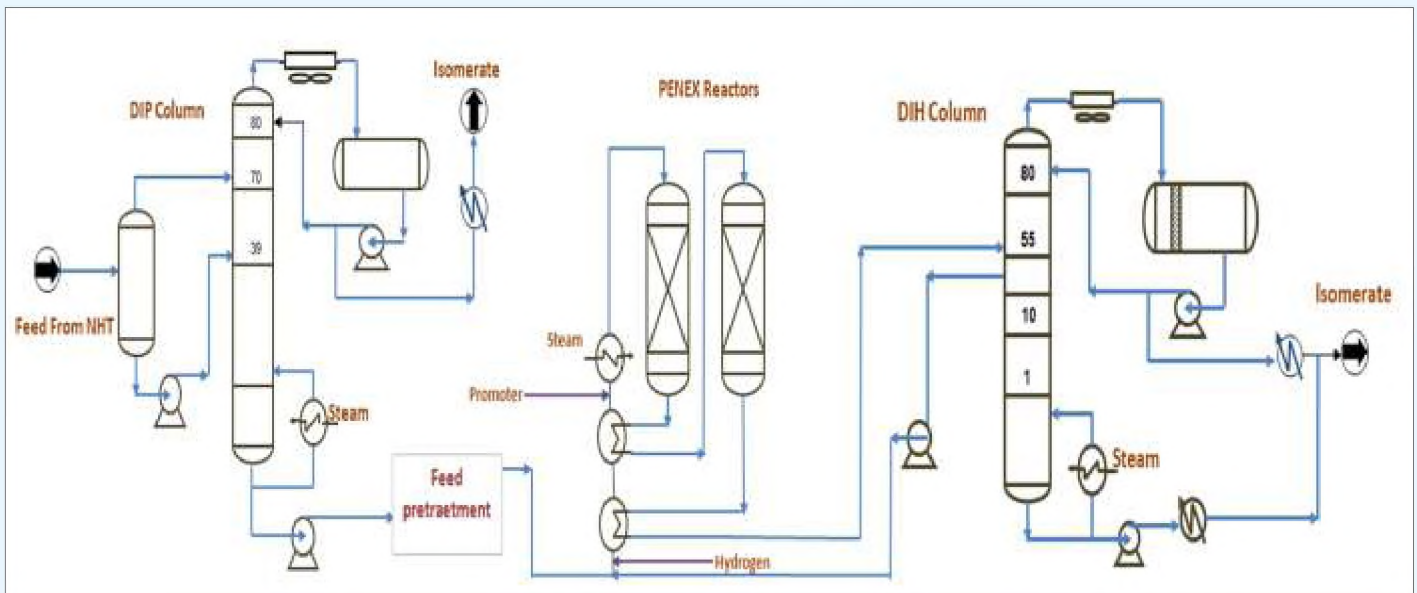 Isomerate
DIP Column
80
70
39
Feed From NHT
Steam
Feed
pretraetment
PENEX Reactors
Steam
Promoter
Hydrogen
DIH Column
80
55
10
1
Steam
Isomerate